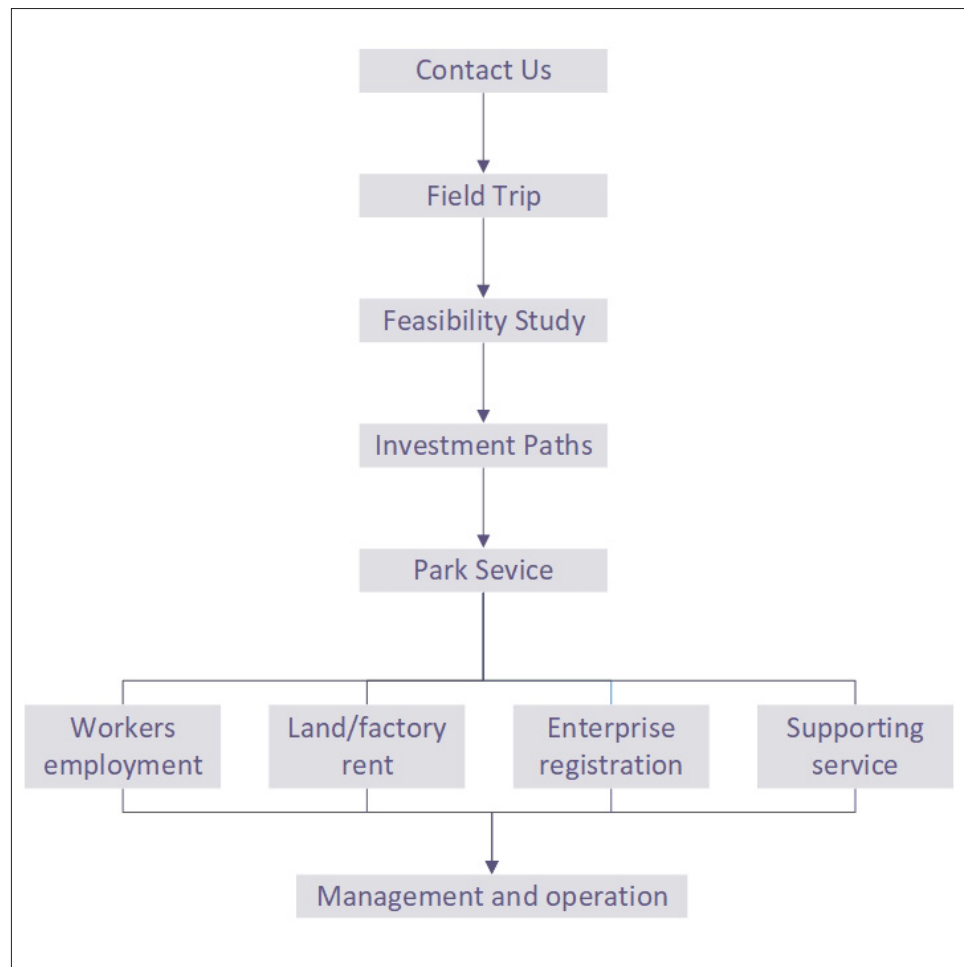 Contact Us
Field Trip
Feasibility Study
Investment Paths
Park Sevice
Workers
employment
Land/factory
rent
Enterprise
registration
Supporting
service
Management and operation